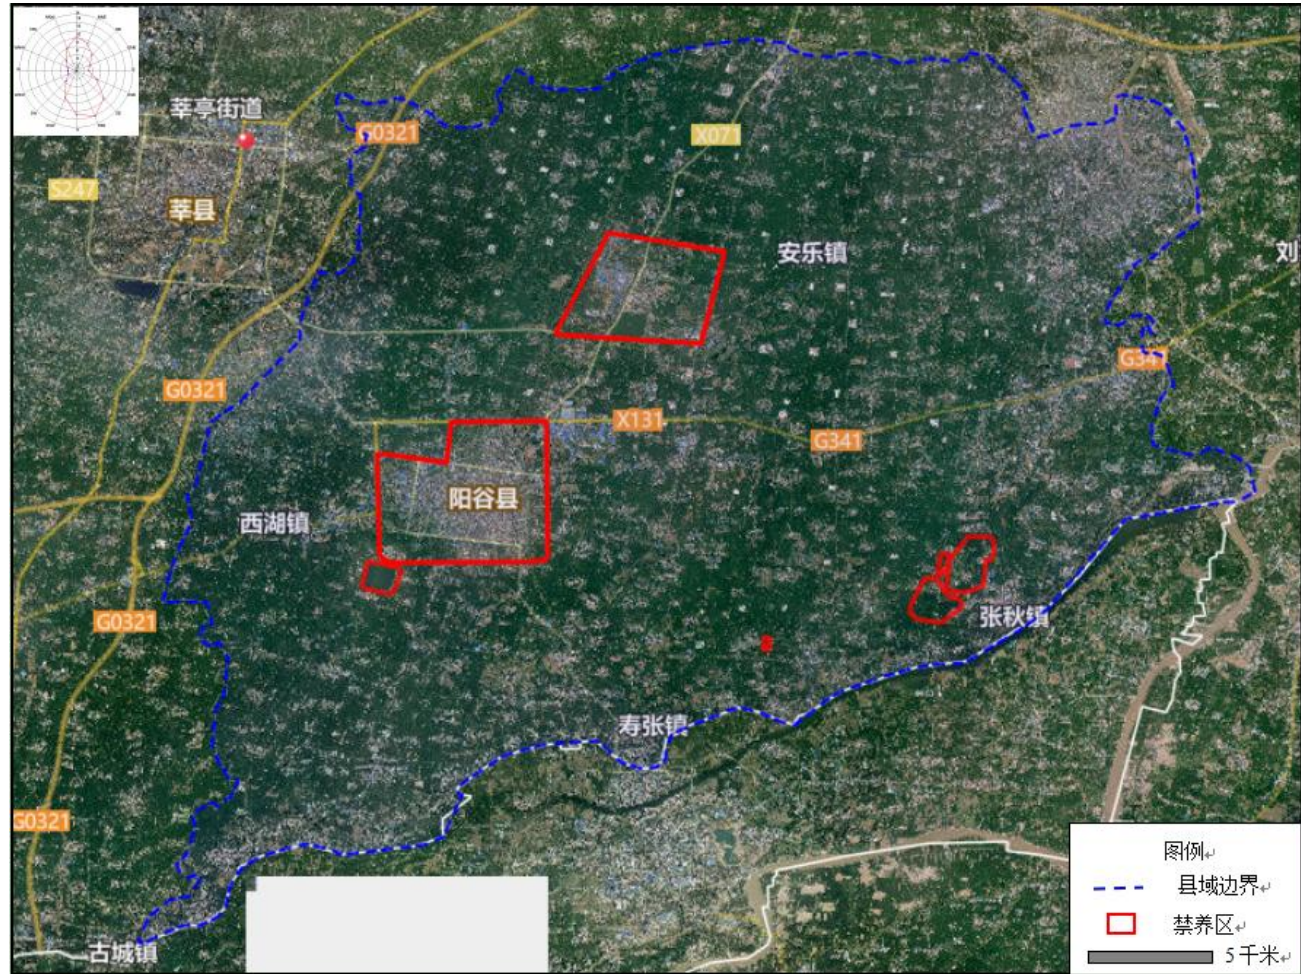 莘亭街道
G0321
X071
S247
莘县
安乐镇
刘
G0321
G341
X131
G341
阳谷县
西湖镇
G0321
张秋镇
寿张镇
G0321
古城镇
图例
县域边界
禁养区
5千米